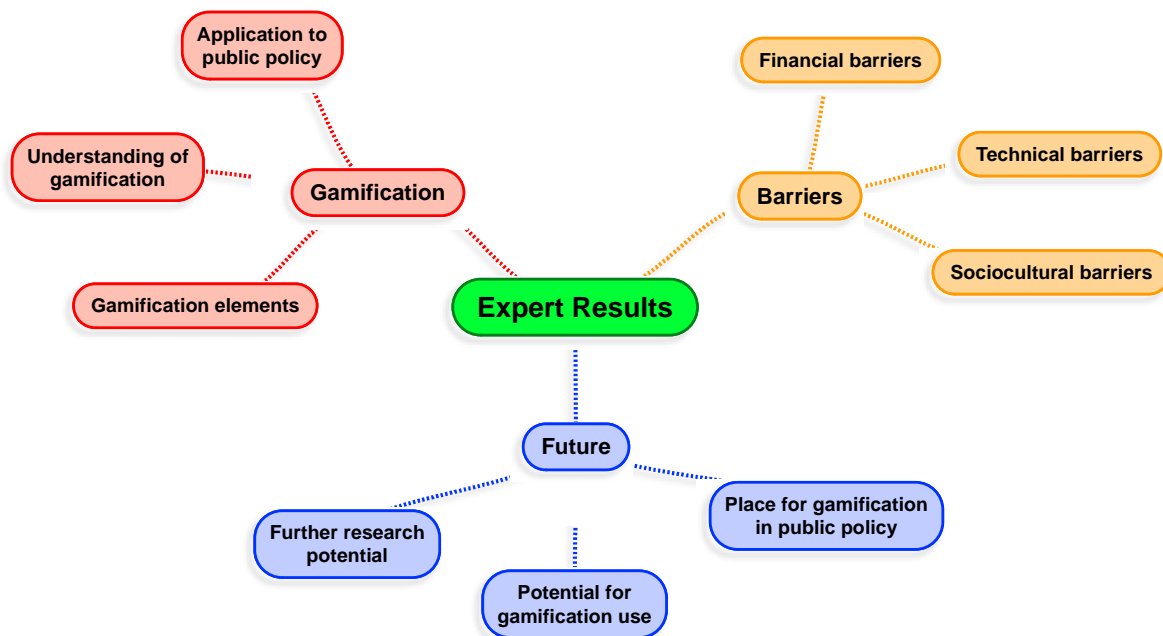 Application to
public policy
Financial barriers
Understanding of
gamification
Technical barriers
Gamification
Barriers
Sociocultural barriers
Gamification elements
Expert Results
Future
Place for gamification
in public policy
Further research
potential
Potential for
gamification use